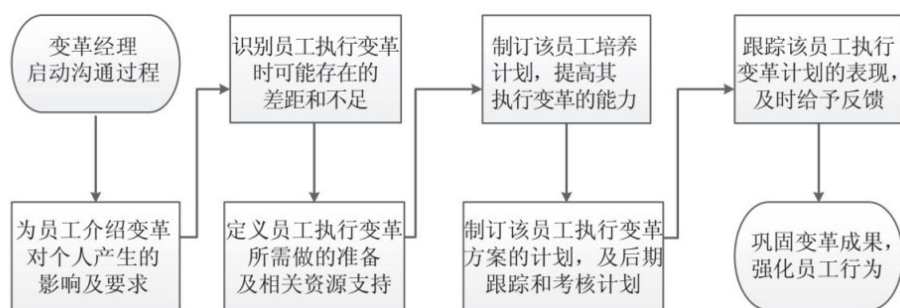 变革经理
启动沟通过程
为员工介绍变革
对个人产生的
影响及要求
识别员工执行变革
时可能存在的
差距和不足
定义员工执行变革
所需做的准备
及相关资源支持
制订该员工培养
计划，提高其
执行变革的能力
制订该员工执行变革
方案的计划，及后期
跟踪和考核计划
跟踪该员工执行
变革计划的表现，
及时给予反馈
巩固变革成果，
强化员工行为